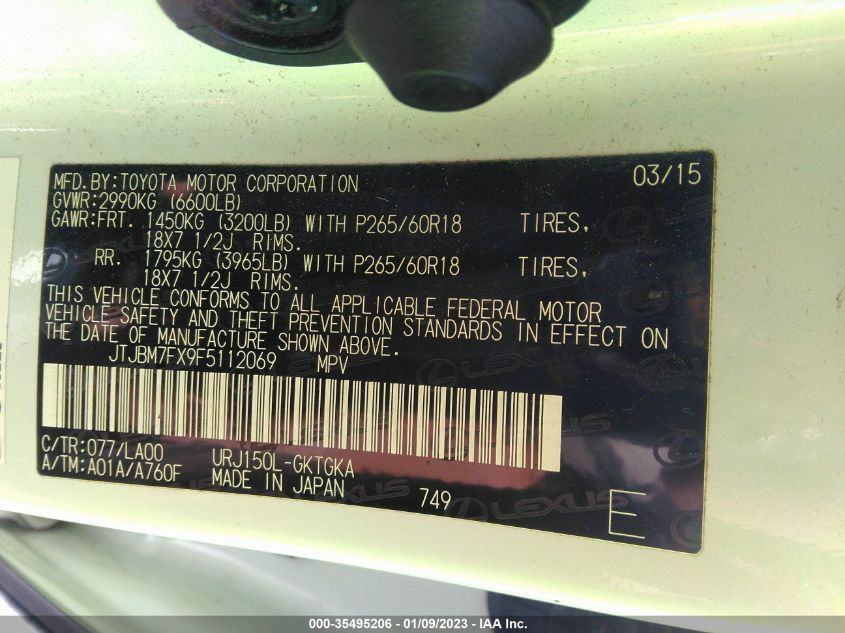 MFD.BY:TOYOTA MOTOR CORPORATION 03/15
GVWR:2990KG (6600LB)
GAWR:FRT. 1450KG (3200LB) WITH P265/60R18 TIRES,
18X7 1/2J RIMS.
RR. 1795KG (3965LB) WITH P265/60R18 TIRES,
18X7 1/2J RIMS.
THIS VEHICLE CONFORMS TO ALL APPLICABLE FEDERAL MOTOR
VEHICLE SAFETY AND THEFT PREVENTION STANDARDS IN EFFECT ON
THE DATE OF MANUFACTURE SHOWN ABOVE.
JTJBM7FX9F5112069 MPV
C/TR:077/LA00 URJ150L-GKTGKA
A/TM:A01A/A760F MADE IN JAPAN 749 E
LEXUS
000-35495206 - 01/09/2023 - IAA Inc.